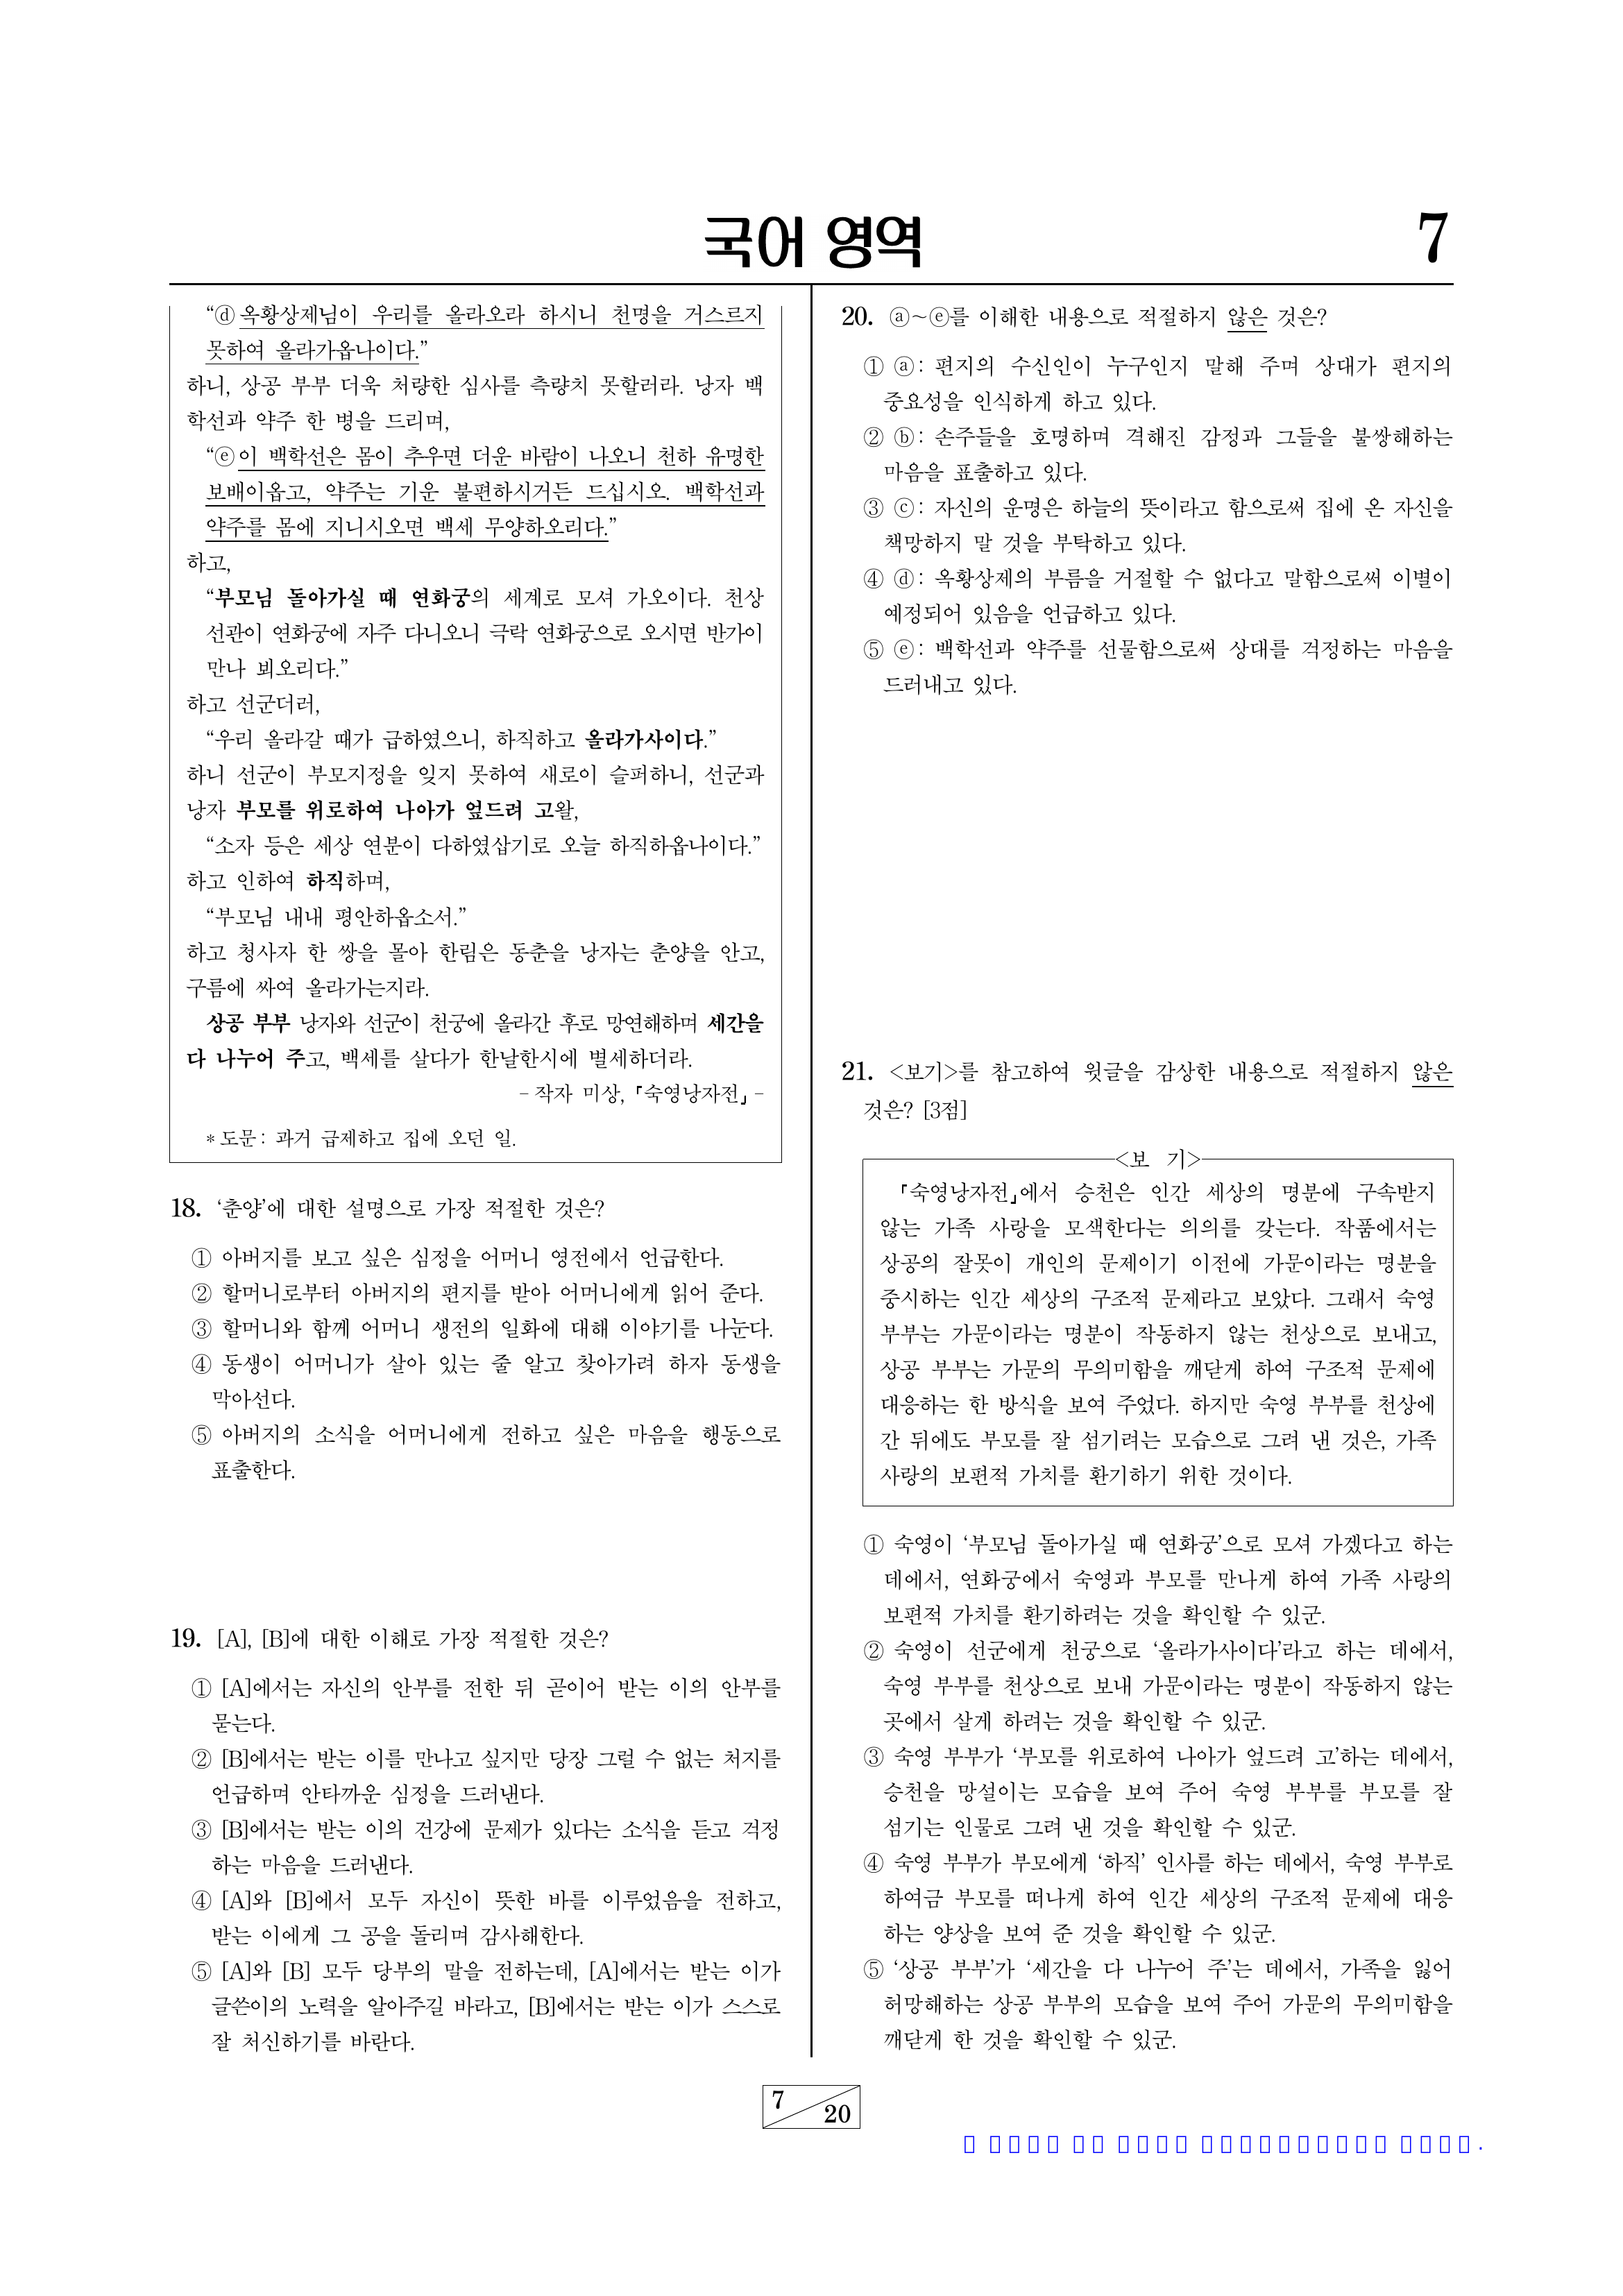 국어 영역
7
“ⓓ옥황상제님이 우리를 올라오라 하시니 천명을 거스르지
못하여 올라가옵나이다.”
하니, 상공 부부 더욱 처량한 심사를 측량치 못할러라. 낭자 백
학선과 약주 한 병을 드리며,
“ⓔ이 백학선은 몸이 추우면 더운 바람이 나오니 천하 유명한
보배이옵고, 약주는 기운 불편하시거든 드십시오. 백학선과
약주를 몸에 지니시오면 백세 무양하오리다.”
하고,
“부모님 돌아가실 때 연화궁의 세계로 모셔 가오이다. 천상
선관이 연화궁에 자주 다니오니 극락 연화궁으로 오시면 반가이
만나 뵈오리다.”
하고 선군더러,
“우리 올라갈 때가 급하였으니, 하직하고 올라가사이다.”
하니 선군이 부모지정을 잊지 못하여 새로이 슬퍼하니, 선군과
낭자 부모를 위로하여 나아가 엎드려 고왈,
“소자 등은 세상 연분이 다하였삽기로 오늘 하직하옵나이다.”
하고 인하여 하직하며,
“부모님 내내 평안하옵소서.”
하고 청사자 한 쌍을 몰아 한림은 동춘을 낭자는 춘양을 안고,
구름에 싸여 올라가는지라.
상공 부부 낭자와 선군이 천궁에 올라간 후로 망연해하며 세간을
다 나누어 주고, 백세를 살다가 한날한시에 별세하더라.
- 작자 미상, 「숙영낭자전」 -
* 도문 : 과거 급제하고 집에 오던 일.
18. ‘춘양’에 대한 설명으로 가장 적절한 것은?
① 아버지를 보고 싶은 심정을 어머니 영전에서 언급한다.
② 할머니로부터 아버지의 편지를 받아 어머니에게 읽어 준다.
③ 할머니와 함께 어머니 생전의 일화에 대해 이야기를 나눈다.
④ 동생이 어머니가 살아 있는 줄 알고 찾아가려 하자 동생을
막아선다.
⑤ 아버지의 소식을 어머니에게 전하고 싶은 마음을 행동으로
표출한다.
19. [A], [B]에 대한 이해로 가장 적절한 것은?
① [A]에서는 자신의 안부를 전한 뒤 곧이어 받는 이의 안부를
묻는다.
② [B]에서는 받는 이를 만나고 싶지만 당장 그럴 수 없는 처지를
언급하며 안타까운 심정을 드러낸다.
③ [B]에서는 받는 이의 건강에 문제가 있다는 소식을 듣고 걱정
하는 마음을 드러낸다.
④ [A]와 [B]에서 모두 자신이 뜻한 바를 이루었음을 전하고,
받는 이에게 그 공을 돌리며 감사해한다.
⑤ [A]와 [B] 모두 당부의 말을 전하는데, [A]에서는 받는 이가
글쓴이의 노력을 알아주길 바라고, [B]에서는 받는 이가 스스로
잘 처신하기를 바란다.
20. ⓐ~ⓔ를 이해한 내용으로 적절하지 않은 것은?
① ⓐ : 편지의 수신인이 누구인지 말해 주며 상대가 편지의
중요성을 인식하게 하고 있다.
② ⓑ : 손주들을 호명하며 격해진 감정과 그들을 불쌍해하는
마음을 표출하고 있다.
③ ⓒ : 자신의 운명은 하늘의 뜻이라고 함으로써 집에 온 자신을
책망하지 말 것을 부탁하고 있다.
④ ⓓ : 옥황상제의 부름을 거절할 수 없다고 말함으로써 이별이
예정되어 있음을 언급하고 있다.
⑤ ⓔ : 백학선과 약주를 선물함으로써 상대를 걱정하는 마음을
드러내고 있다.
21. <보기>를 참고하여 윗글을 감상한 내용으로 적절하지 않은
것은? [3점]
<보 기>
「숙영낭자전」에서 승천은 인간 세상의 명분에 구속받지
않는 가족 사랑을 모색한다는 의의를 갖는다. 작품에서는
상공의 잘못이 개인의 문제이기 이전에 가문이라는 명분을
중시하는 인간 세상의 구조적 문제라고 보았다. 그래서 숙영
부부는 가문이라는 명분이 작동하지 않는 천상으로 보내고,
상공 부부는 가문의 무의미함을 깨닫게 하여 구조적 문제에
대응하는 한 방식을 보여 주었다. 하지만 숙영 부부를 천상에
간 뒤에도 부모를 잘 섬기려는 모습으로 그려 낸 것은, 가족
사랑의 보편적 가치를 환기하기 위한 것이다.
① 숙영이 ‘부모님 돌아가실 때 연화궁’으로 모셔 가겠다고 하는
데에서, 연화궁에서 숙영과 부모를 만나게 하여 가족 사랑의
보편적 가치를 환기하려는 것을 확인할 수 있군.
② 숙영이 선군에게 천궁으로 ‘올라가사이다’라고 하는 데에서,
숙영 부부를 천상으로 보내 가문이라는 명분이 작동하지 않는
곳에서 살게 하려는 것을 확인할 수 있군.
③ 숙영 부부가 ‘부모를 위로하여 나아가 엎드려 고’하는 데에서,
승천을 망설이는 모습을 보여 주어 숙영 부부를 부모를 잘
섬기는 인물로 그려 낸 것을 확인할 수 있군.
④ 숙영 부부가 부모에게 ‘하직’ 인사를 하는 데에서, 숙영 부부로
하여금 부모를 떠나게 하여 인간 세상의 구조적 문제에 대응
하는 양상을 보여 준 것을 확인할 수 있군.
⑤ ‘상공 부부’가 ‘세간을 다 나누어 주’는 데에서, 가족을 잃어
허망해하는 상공 부부의 모습을 보여 주어 가문의 무의미함을
깨닫게 한 것을 확인할 수 있군.
7
20